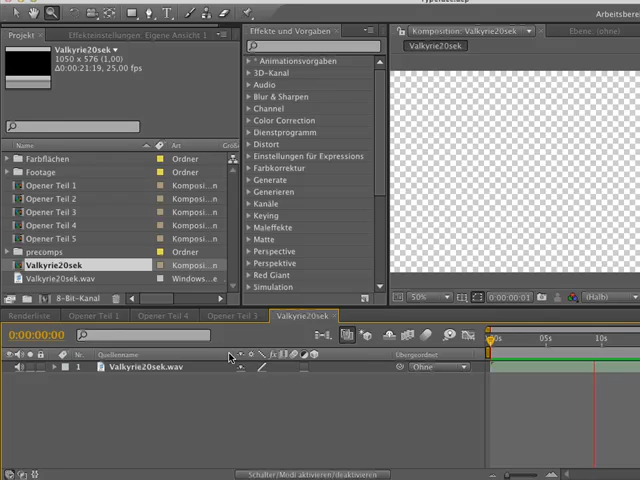 Arbeitsbere
Projekt
Effekteinstellungen: Eigene Ansicht 1
Effekte und Vorgaben
Komposition: Valkyrie20sek
Ebene: (ohne)
Valkyrie20sek
1050 x 576 (1,00)
Δ0:00:21:19, 25,00 fps
Valkyrie20sek
* Animationsvorgaben
3D-Kanal
Audio
Blur & Sharpen
Channel
Color Correction
Dienstprogramm
Distort
Einstellungen für Expressions
Farbkorrektur
Generate
Generieren
Kanäle
Keying
Maleffekte
Matte
Perspective
Perspektive
Red Giant
Simulation
Name Art Größ
Farbflächen Ordner
Footage Ordner
Opener Teil 1 Komposi...n
Opener Teil 2 Komposi...n
Opener Teil 3 Komposi...n
Opener Teil 4 Komposi...n
Opener Teil 5 Komposi...n
precomps Ordner
Valkyrie20sek Komposi...n
Valkyrie20sek.wav Windows...e
8-Bit-Kanal
50% 0:00:00:01 (Halb)
Renderliste Opener Teil 1 Opener Teil 4 Opener Teil 3 Valkyrie20sek
0:00:00:00
05s 10s
Nr. Quellenname Übergeordnet
1 Valkyrie20sek.wav Ohne
Schalter/Modi aktivieren/deaktivieren